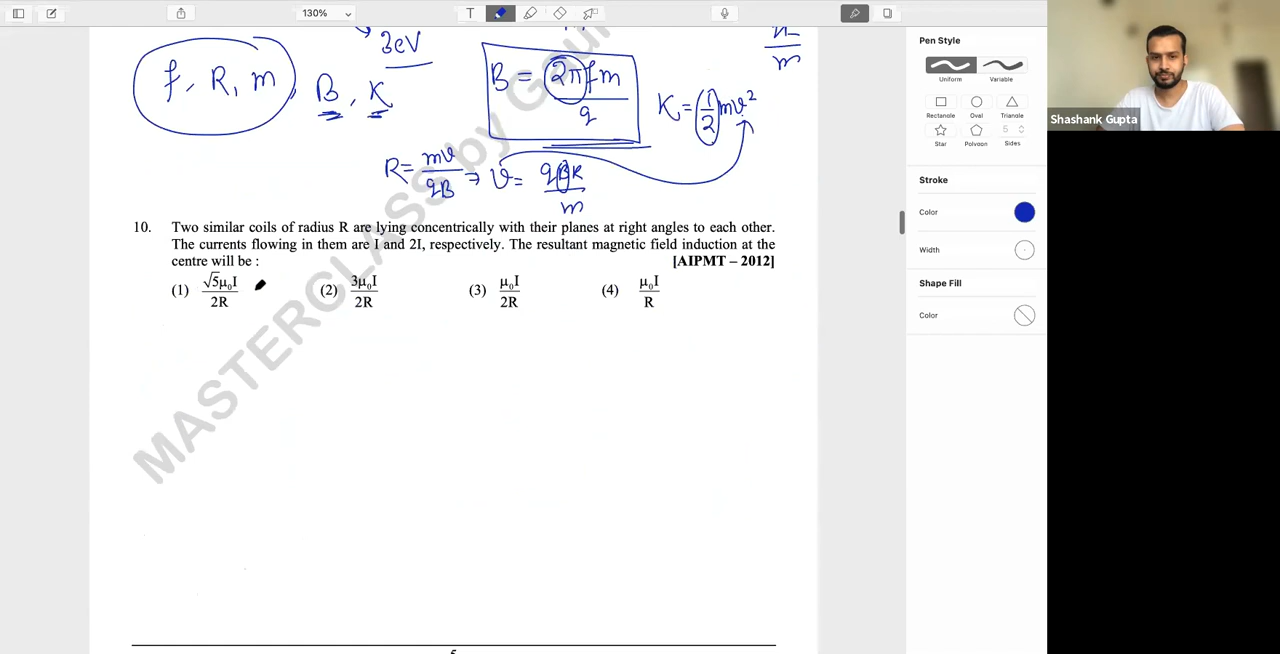 130%
T
Pen Style
Uniform
Variable
Rectangle
Oval
Triangle
Star
Polygon
5
Sides
Stroke
Color
Width
Shape Fill
Color
Shashank Gupta
3eV
m
f, R, m, B, K
B = 2πfm/q
K = (1/2)mv²
R = mv/qB ⇒ v = qBR/m
10. Two similar coils of radius R are lying concentrically with their planes at right angles to each other.
The currents flowing in them are I and 2I, respectively. The resultant magnetic field induction at the
centre will be : [AIPMT – 2012]
(1) √5μ₀I/2R (2) 3μ₀I/2R (3) μ₀I/2R (4) μ₀I/R
MASTERCLASS by Gau